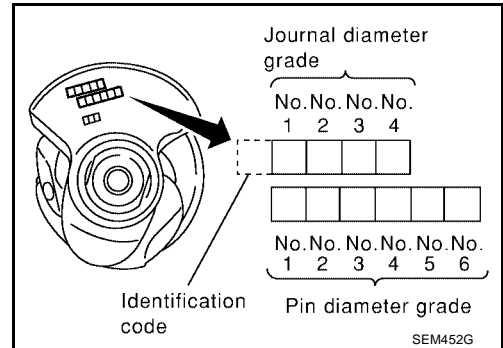 Journal diameter
grade
No. No. No. No.
1 2 3 4
No. No. No. No. No. No.
1 2 3 4 5 6
Identification
code
Pin diameter grade
SEM452G